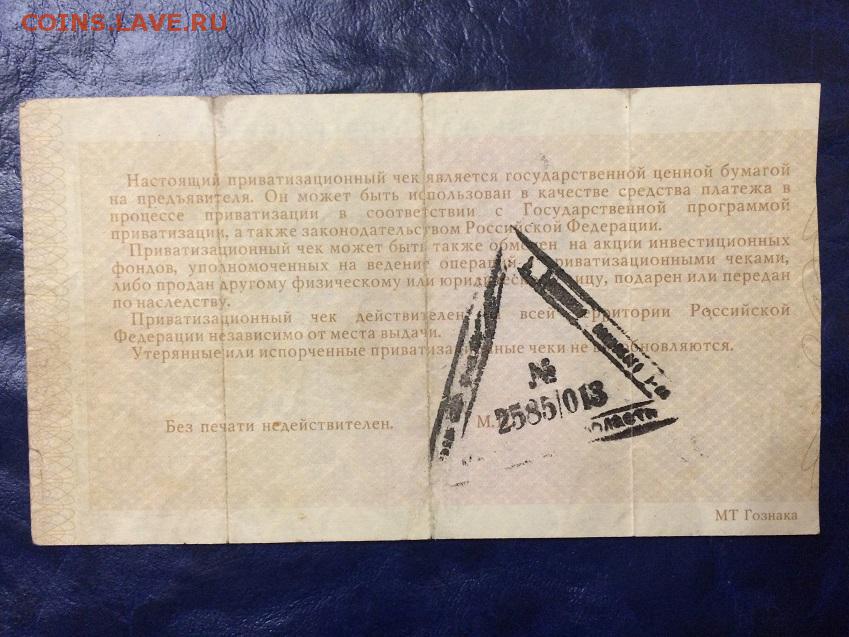 COINS.LAVE.RU
Настоящий приватизационный чек является государственной ценной бумагой
на предъявителя. Он может быть использован в качестве средства платежа в
процессе приватизации в соответствии с Государственной программой
приватизации, а также законодательством Российской Федерации.
Приватизационный чек может быть также обменен на акции инвестиционных
фондов, уполномоченных на ведение операций приватизационными чеками,
либо продан другому физическому или юридическому лицу, подарен или передан
по наследству.
Приватизационный чек действителен на всей территории Российской
Федерации независимо от места выдачи.
Утерянные или испорченные приватизационные чеки не возобновляются.
Без печати недействителен.
М.
№
2585/013
области
МТ Гознака